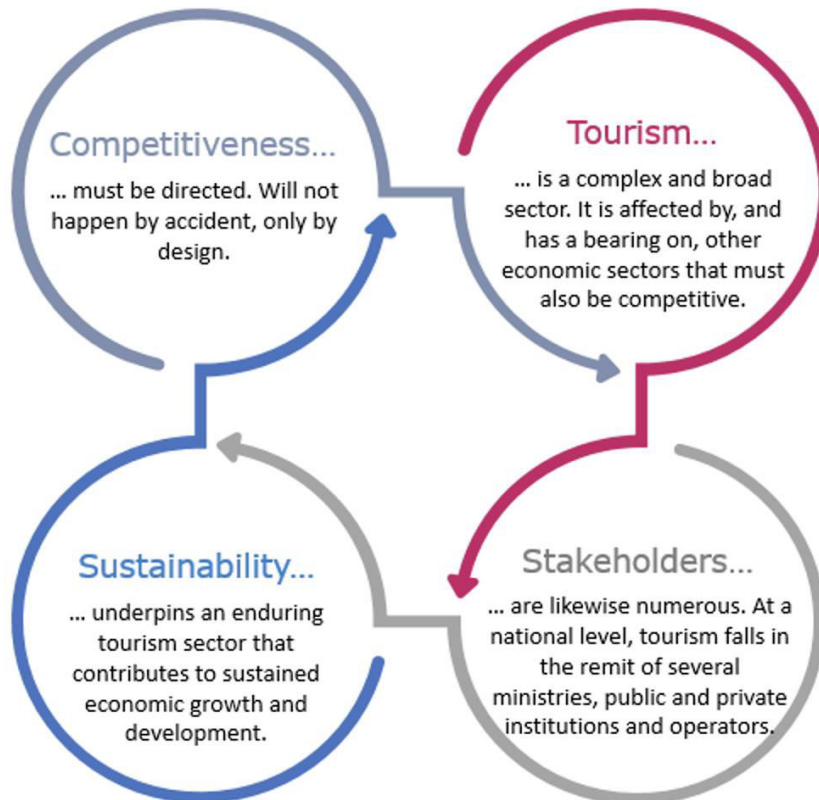 Competitiveness...
... must be directed. Will not
happen by accident, only by
design.
Tourism...
... is a complex and broad
sector. It is affected by, and
has a bearing on, other
economic sectors that must
also be competitive.
Sustainability...
... underpins an enduring
tourism sector that
contributes to sustained
economic growth and
development.
Stakeholders...
... are likewise numerous. At a
national level, tourism falls in
the remit of several
ministries, public and private
institutions and operators.